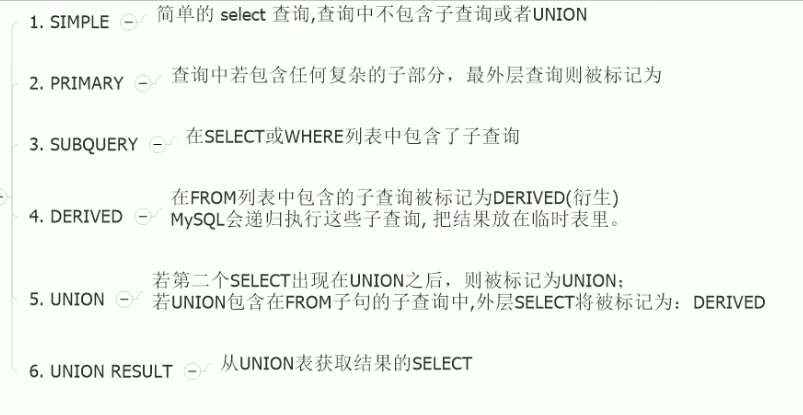 1. SIMPLE 简单的 select 查询,查询中不包含子查询或者UNION
2. PRIMARY 查询中若包含任何复杂的子部分，最外层查询则被标记为
3. SUBQUERY 在SELECT或WHERE列表中包含了子查询
4. DERIVED 在FROM列表中包含的子查询被标记为DERIVED(衍生)
MySQL会递归执行这些子查询, 把结果放在临时表里。
5. UNION 若第二个SELECT出现在UNION之后，则被标记为UNION；
若UNION包含在FROM子句的子查询中,外层SELECT将被标记为：DERIVED
6. UNION RESULT 从UNION表获取结果的SELECT